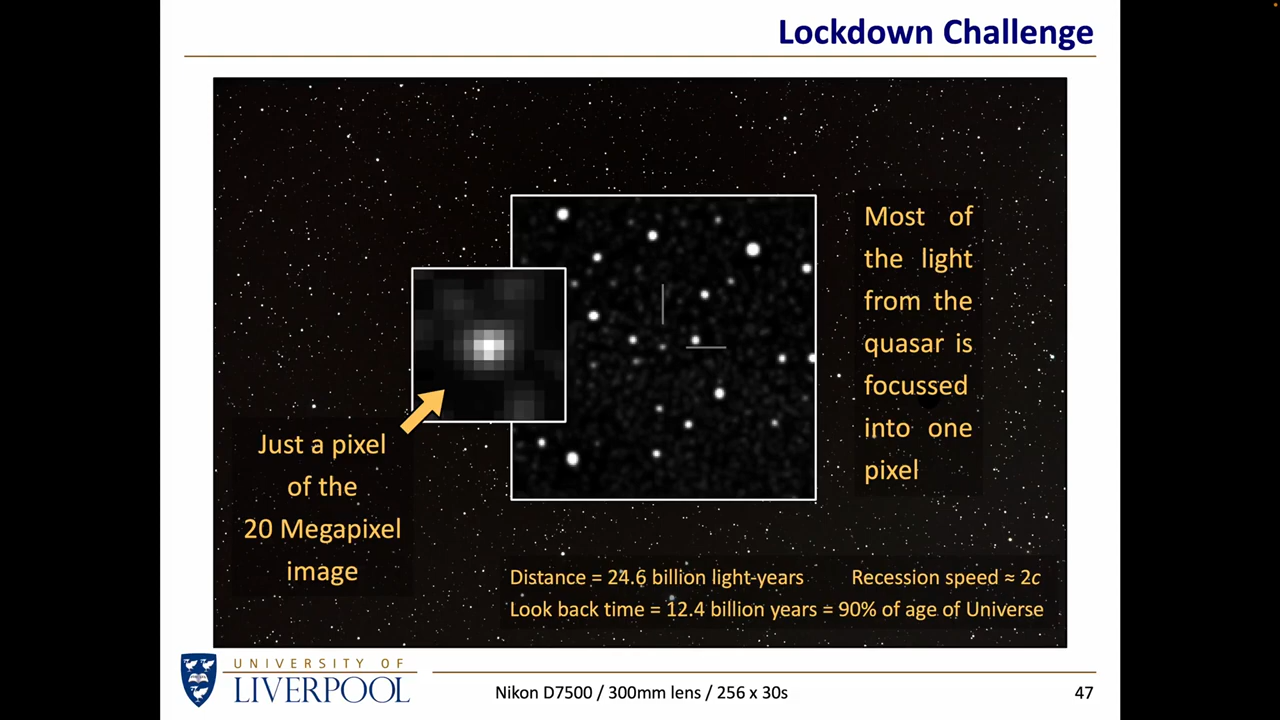 Lockdown Challenge
Most of
the light
from the
quasar is
focussed
into one
pixel
Just a pixel
of the
20 Megapixel
image
Distance = 24.6 billion light-years Recession speed ≈ 2c
Look back time = 12.4 billion years = 90% of age of Universe
UNIVERSITY OF
LIVERPOOL
Nikon D7500 / 300mm lens / 256 x 30s
47